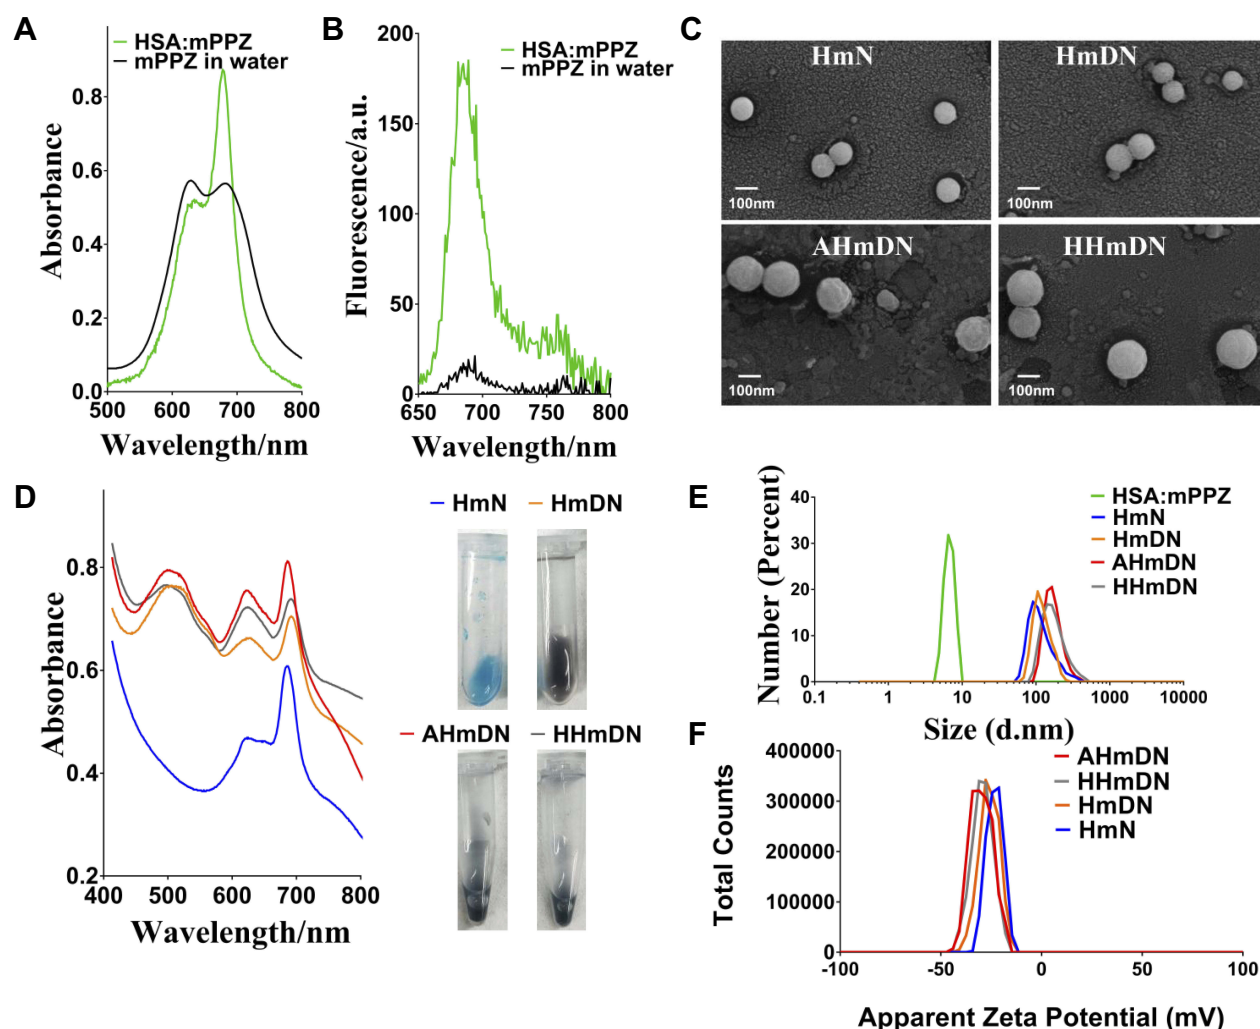 A
HSA:mPPZ
mPPZ in water
0.8
0.6
0.4
0.2
0.0
500 600 700 800
Absorbance
Wavelength/nm
B
HSA:mPPZ
mPPZ in water
200
150
100
50
0
650 700 750 800
Fluorescence/a.u.
Wavelength/nm
C
HmN
100nm
HmDN
100nm
AHmDN
100nm
HHmDN
100nm
D
HmN HmDN
AHmDN HHmDN
0.8
0.6
0.4
0.2
400 500 600 700 800
Absorbance
Wavelength/nm
E
HSA:mPPZ
HmN
HmDN
AHmDN
HHmDN
40
30
20
10
0
0.1 1 10 100 1000 10000
Number (Percent)
Size (d.nm)
F
AHmDN
HHmDN
HmDN
HmN
400000
300000
200000
100000
0
-100 -50 0 50 100
Total Counts
Apparent Zeta Potential (mV)